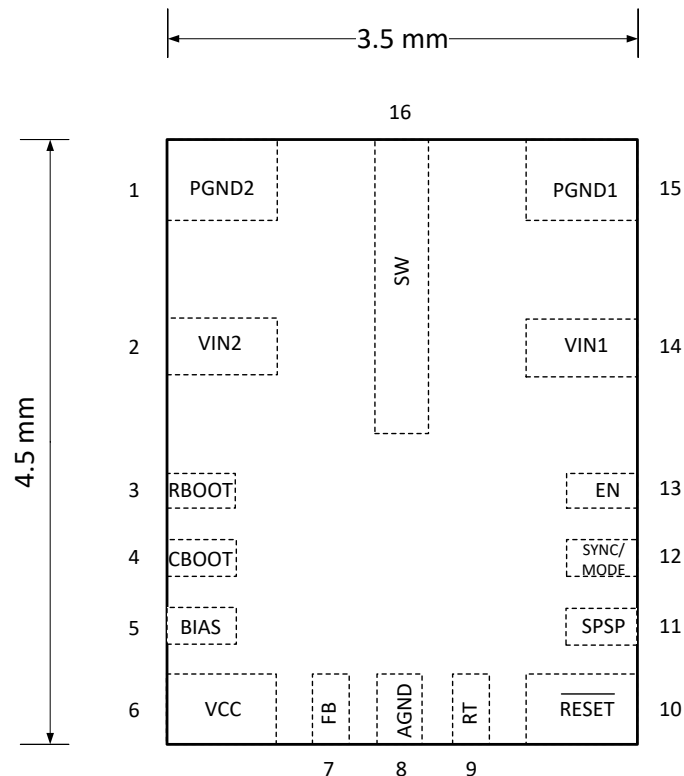 3.5 mm
16
1 PGND2 PGND1 15
SW
2 VIN2 VIN1 14
4.5 mm
3 RBOOT EN 13
4 CBOOT SYNC/
MODE 12
5 BIAS SPSP 11
6 VCC FB AGND RT RESET 10
7 8 9